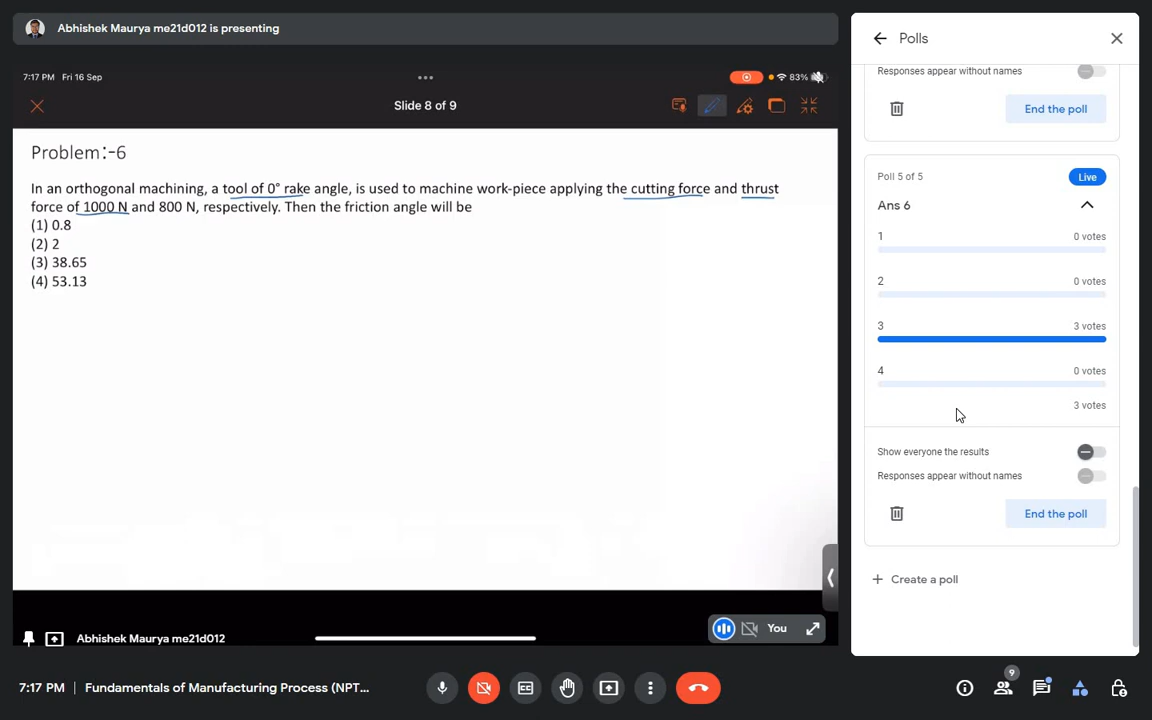 Abhishek Maurya me21d012 is presenting
7:17 PM Fri 16 Sep
83%
Slide 8 of 9
Problem:-6
In an orthogonal machining, a tool of 0° rake angle, is used to machine work-piece applying the cutting force and thrust
force of 1000 N and 800 N, respectively. Then the friction angle will be
(1) 0.8
(2) 2
(3) 38.65
(4) 53.13
Abhishek Maurya me21d012
You
Polls
Responses appear without names
End the poll
Poll 5 of 5
Live
Ans 6
1 0 votes
2 0 votes
3 3 votes
4 0 votes
3 votes
Show everyone the results
Responses appear without names
End the poll
+ Create a poll
7:17 PM | Fundamentals of Manufacturing Process (NPT...
9